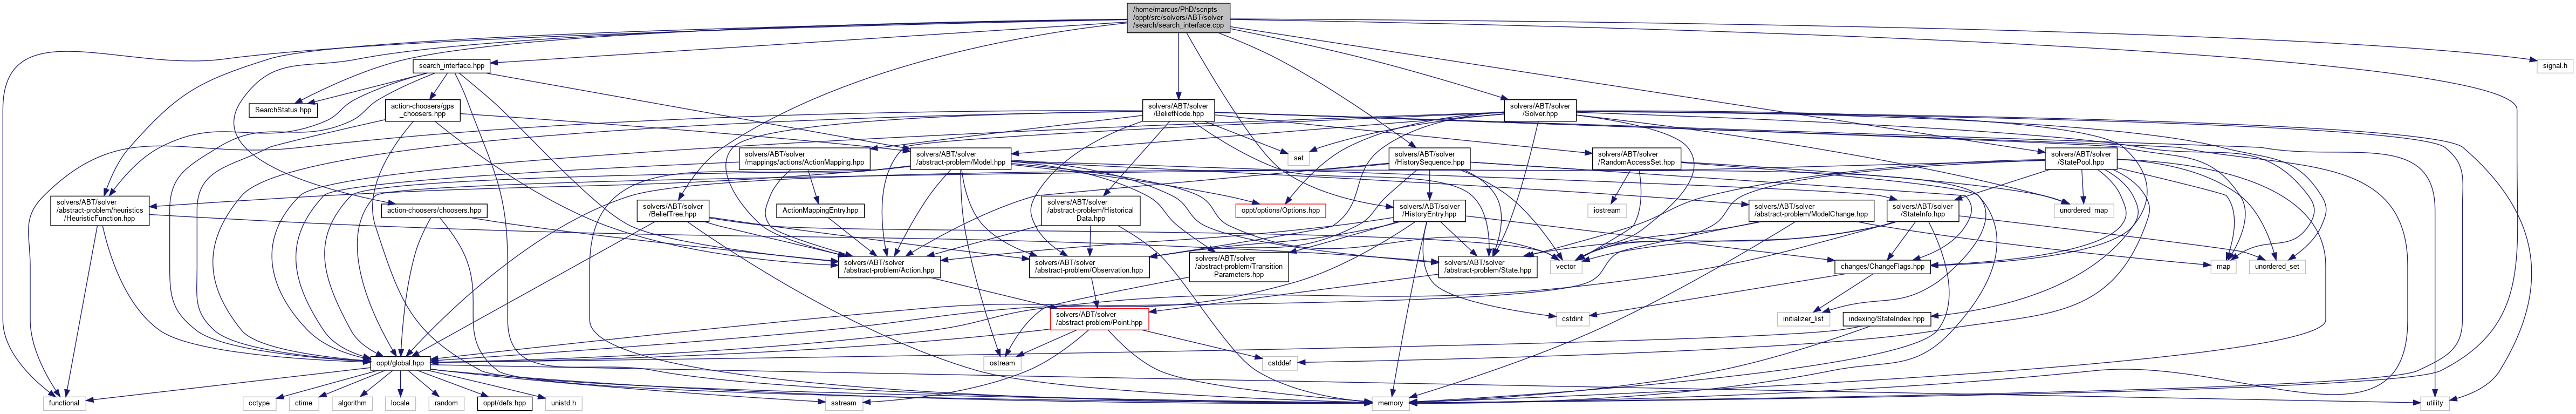 /home/marcus/PhD/scripts
/oppt/src/solvers/ABT/solver
/search/search_interface.cpp
search_interface.hpp
signal.h
SearchStatus.hpp
action-choosers/gps
_choosers.hpp
solvers/ABT/solver
/BeliefNode.hpp
solvers/ABT/solver
/Solver.hpp
solvers/ABT/solver
/mappings/actions/ActionMapping.hpp
solvers/ABT/solver
/abstract-problem/Model.hpp
set
solvers/ABT/solver
/HistorySequence.hpp
solvers/ABT/solver
/RandomAccessSet.hpp
solvers/ABT/solver
/StatePool.hpp
solvers/ABT/solver
/abstract-problem/heuristics
/HeuristicFunction.hpp
action-choosers/choosers.hpp
solvers/ABT/solver
/BeliefTree.hpp
ActionMappingEntry.hpp
solvers/ABT/solver
/abstract-problem/Historical
Data.hpp
oppt/options/Options.hpp
solvers/ABT/solver
/HistoryEntry.hpp
iostream
solvers/ABT/solver
/abstract-problem/ModelChange.hpp
solvers/ABT/solver
/StateInfo.hpp
unordered_map
solvers/ABT/solver
/abstract-problem/Action.hpp
solvers/ABT/solver
/abstract-problem/Observation.hpp
solvers/ABT/solver
/abstract-problem/Transition
Parameters.hpp
solvers/ABT/solver
/abstract-problem/State.hpp
vector
changes/ChangeFlags.hpp
map
unordered_set
solvers/ABT/solver
/abstract-problem/Point.hpp
cstdint
initializer_list
indexing/StateIndex.hpp
oppt/global.hpp
ostream
cstddef
functional
cctype
ctime
algorithm
locale
random
oppt/defs.hpp
unistd.h
sstream
memory
utility